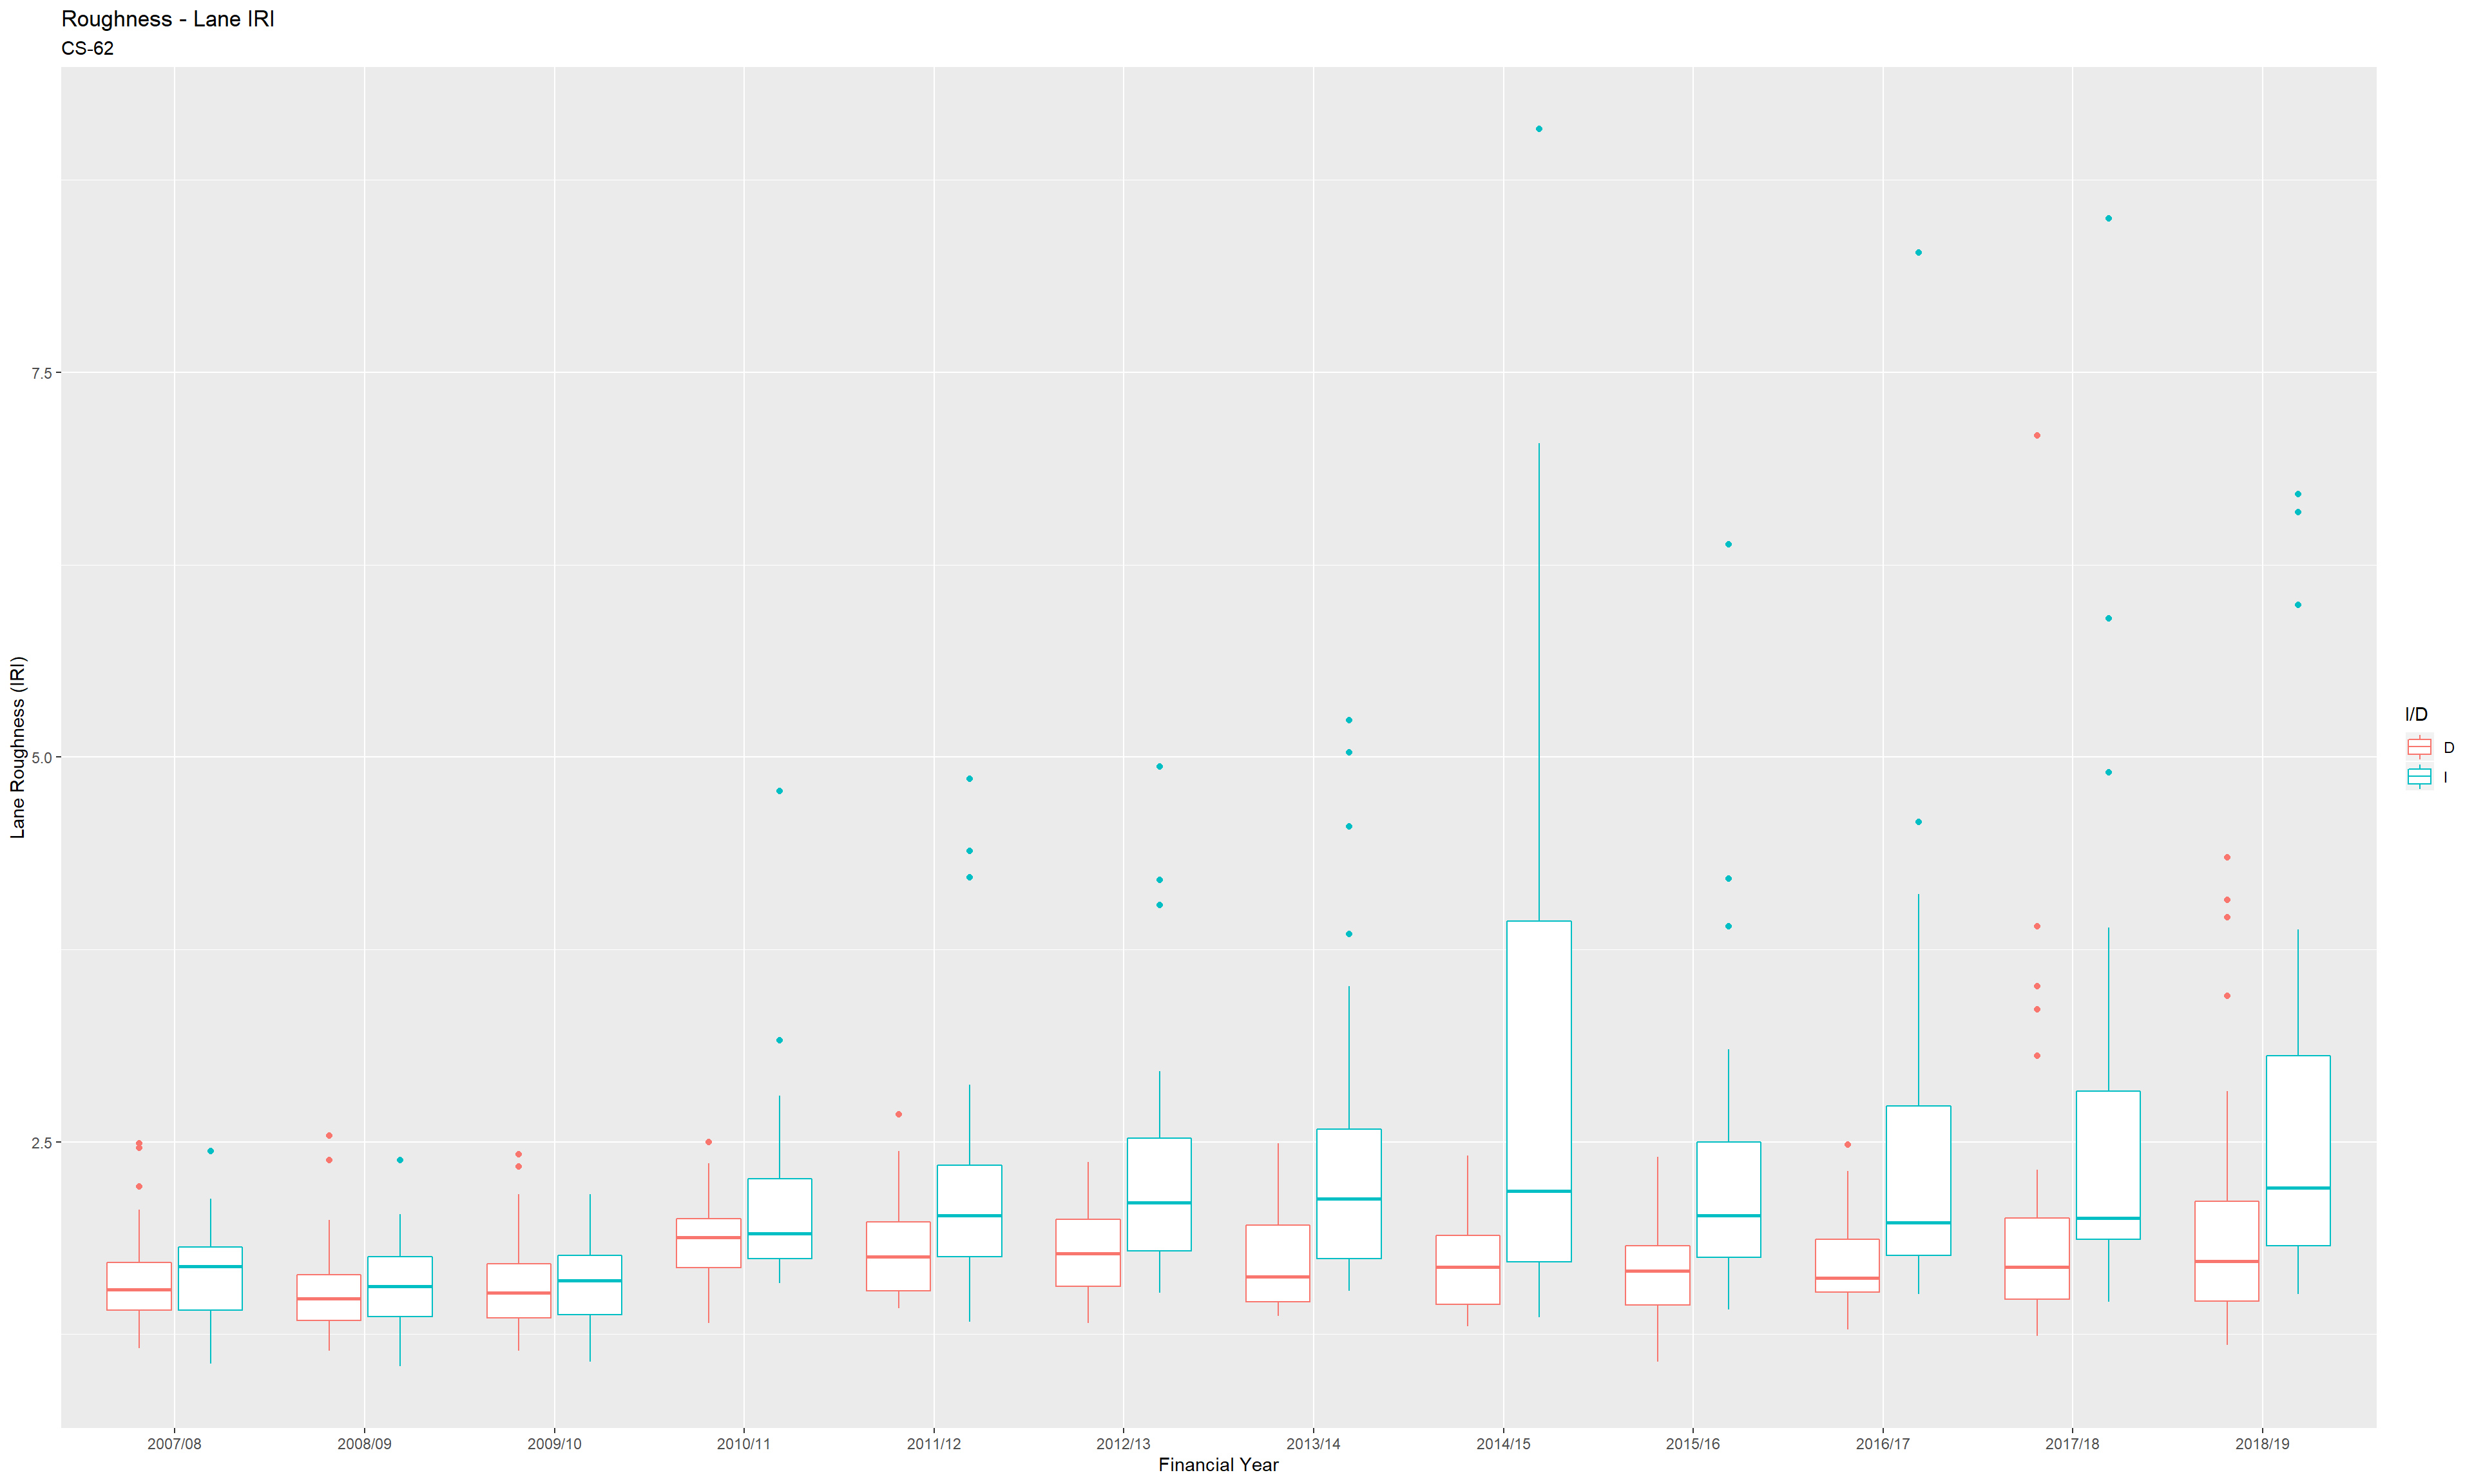 Roughness - Lane IRI
CS-62
Lane Roughness (IRI)
7.5
5.0
2.5
2007/08
2008/09
2009/10
2010/11
2011/12
2012/13
2013/14
2014/15
2015/16
2016/17
2017/18
2018/19
Financial Year
I/D
D
I